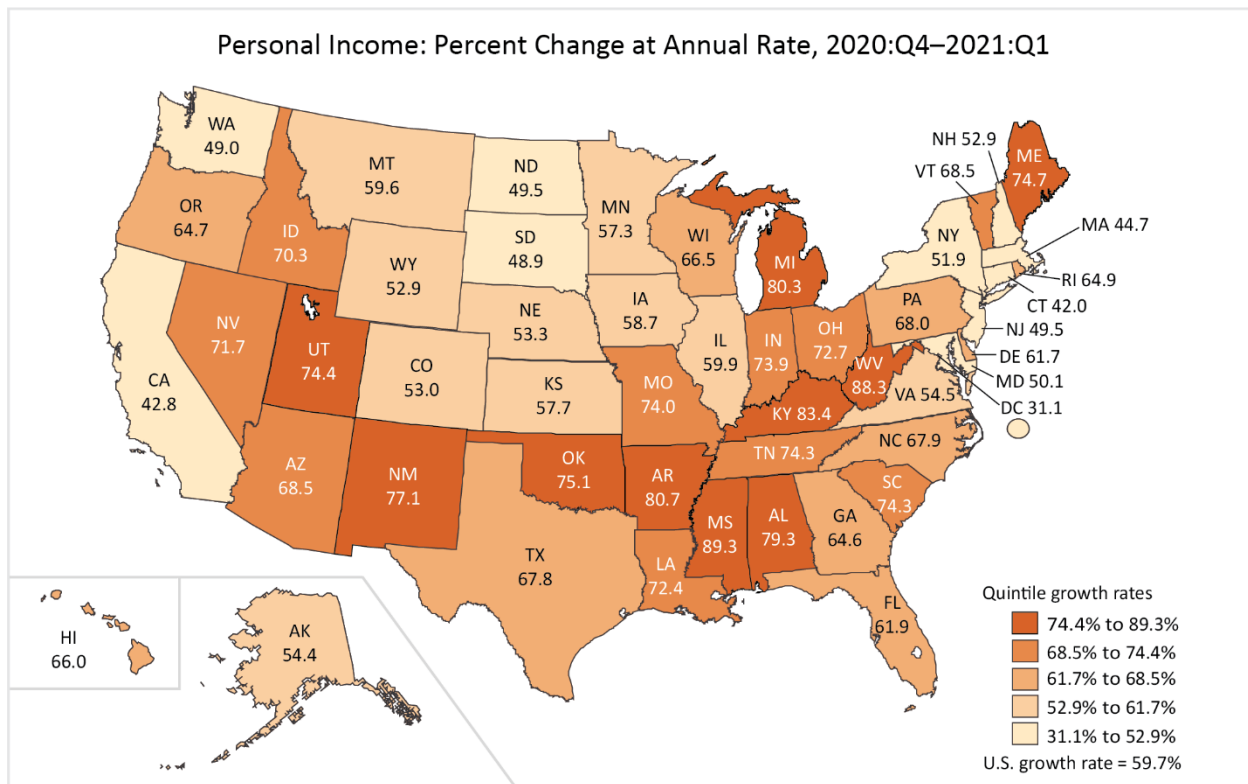 Personal Income: Percent Change at Annual Rate, 2020:Q4–2021:Q1
WA
49.0
MT
59.6
ND
49.5
MN
57.3
NH 52.9
VT 68.5
ME
74.7
OR
64.7
ID
70.3
WY
52.9
SD
48.9
WI
66.5
MI
80.3
NY
51.9
MA 44.7
RI 64.9
CT 42.0
NJ 49.5
DE 61.7
MD 50.1
DC 31.1
NV
71.7
UT
74.4
CO
53.0
NE
53.3
IA
58.7
IL
59.9
IN
73.9
OH
72.7
PA
68.0
CA
42.8
KS
57.7
MO
74.0
KY 83.4
WV
88.3
VA 54.5
AZ
68.5
NM
77.1
OK
75.1
AR
80.7
TN 74.3
NC 67.9
SC
74.3
TX
67.8
LA
72.4
MS
89.3
AL
79.3
GA
64.6
FL
61.9
HI
66.0
AK
54.4
Quintile growth rates
74.4% to 89.3%
68.5% to 74.4%
61.7% to 68.5%
52.9% to 61.7%
31.1% to 52.9%
U.S. growth rate = 59.7%